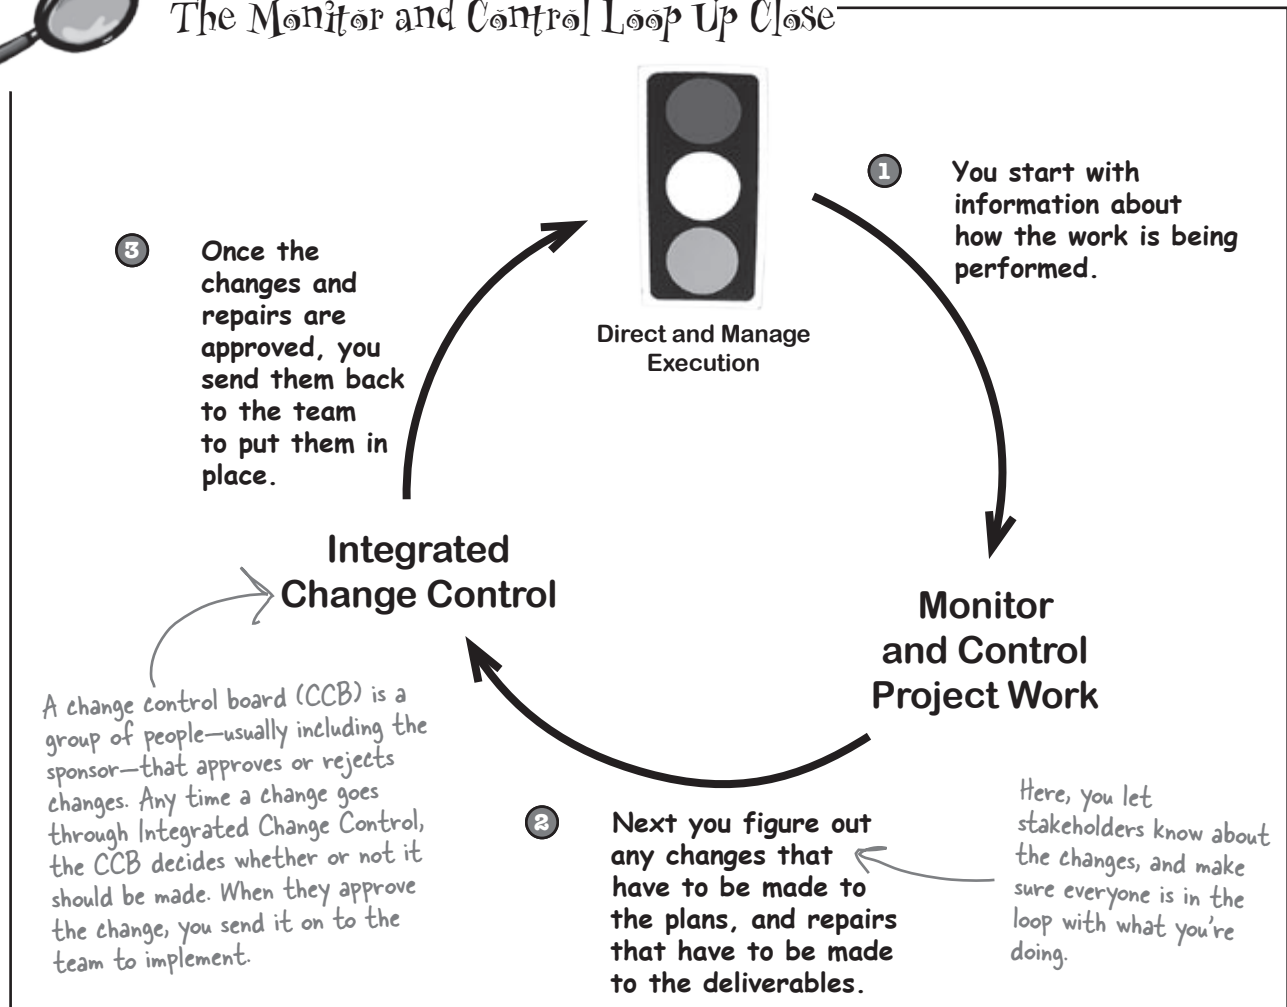 The Monitor and Control Loop Up Close
1
You start with
information about
how the work is being
performed.
3
Once the
changes and
repairs are
approved, you
send them back
to the team
to put them in
place.
Direct and Manage
Execution
Integrated
Change Control
Monitor
and Control
Project Work
A change control board (CCB) is a
group of people—usually including the
sponsor—that approves or rejects
changes. Any time a change goes
through Integrated Change Control,
the CCB decides whether or not it
should be made. When they approve
the change, you send it on to the
team to implement.
2
Next you figure out
any changes that
have to be made to
the plans, and repairs
that have to be made
to the deliverables.
Here, you let
stakeholders know about
the changes, and make
sure everyone is in the
loop with what you're
doing.